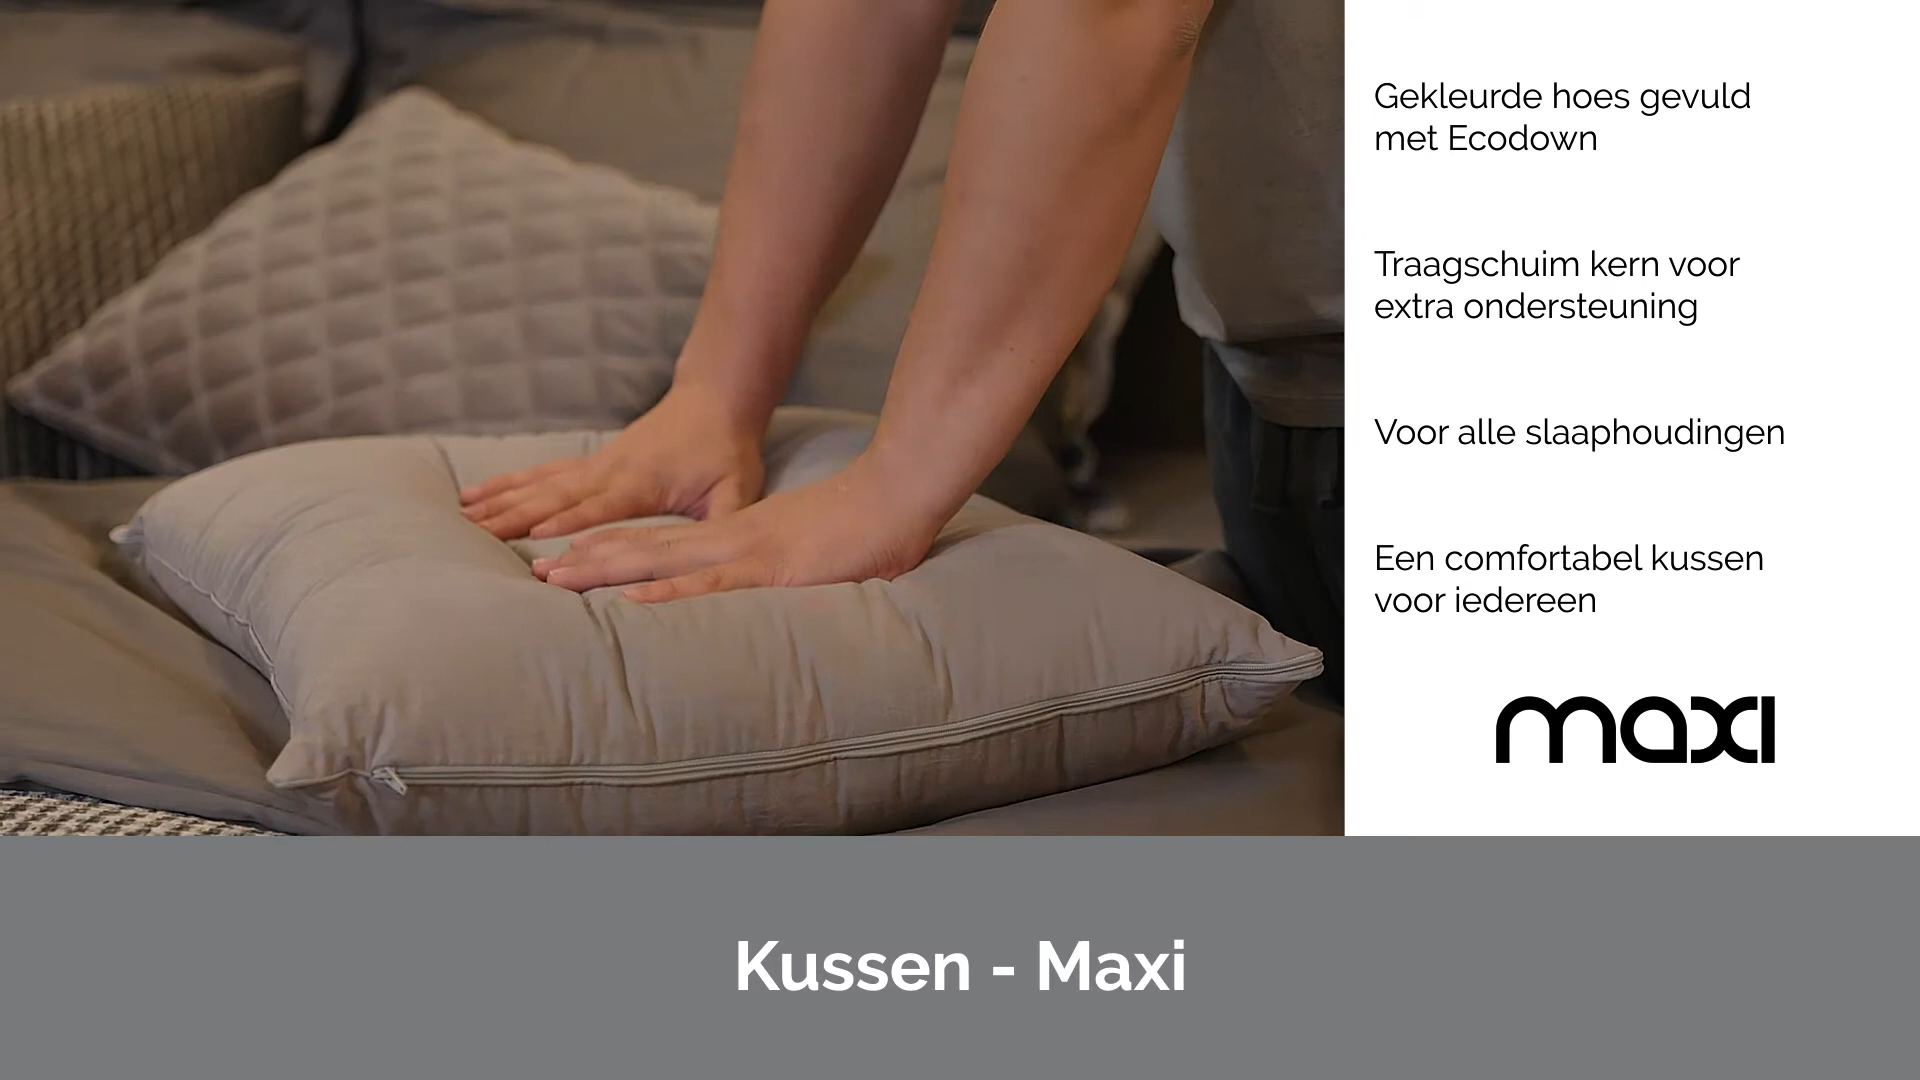 Gekleurde hoes gevuld
met Ecodown
Traagschuim kern voor
extra ondersteuning
Voor alle slaaphoudingen
Een comfortabel kussen
voor iedereen
maxi
Kussen - Maxi